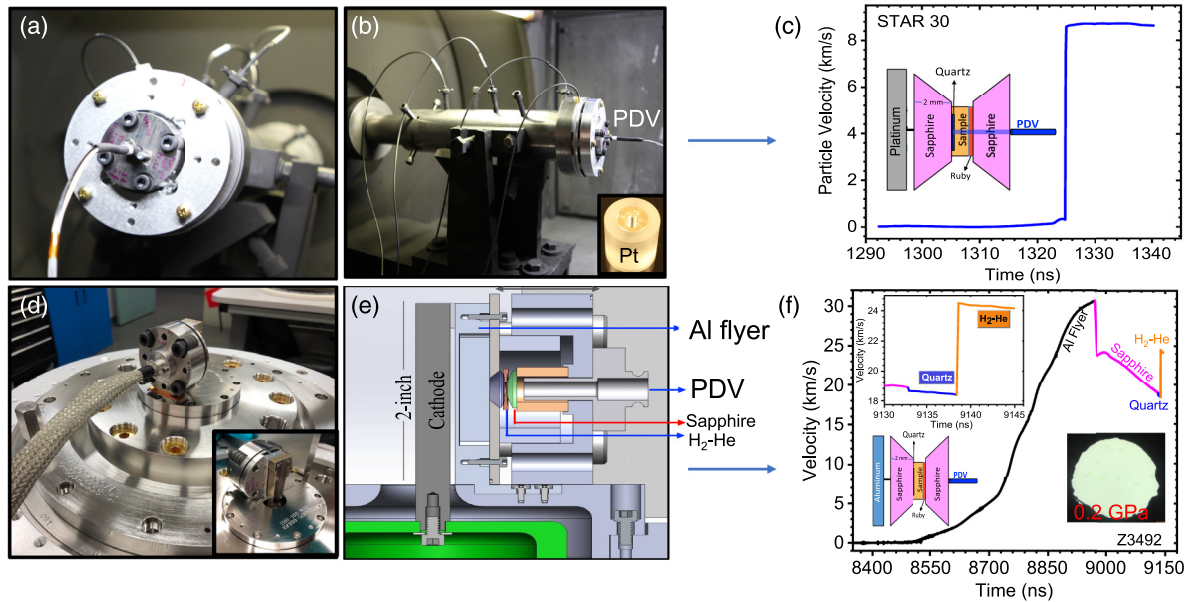 (a)
(b)
PDV
Pt
(c)
STAR 30
Particle Velocity (km/s)
8
6
4
2
0
Quartz
2 mm
Platinum
Sapphire
Sample
Sapphire
PDV
Ruby
1290 1300 1310 1320 1330 1340
Time (ns)
(d)
(e)
2-inch
Cathode
Al flyer
PDV
Sapphire
H2-He
(f)
Velocity (km/s)
30
25
20
15
10
5
0
Velocity (km/s)
24
22
20
18
H2-He
Quartz
9130 9135 9140 9145
Time (ns)
Al Flyer
Sapphire
H2-He
Quartz
Quartz
2 mm
Aluminum
Sapphire
Sample
Sapphire
PDV
Ruby
0.2 GPa
Z3492
8400 8550 8700 8850 9000 9150
Time (ns)